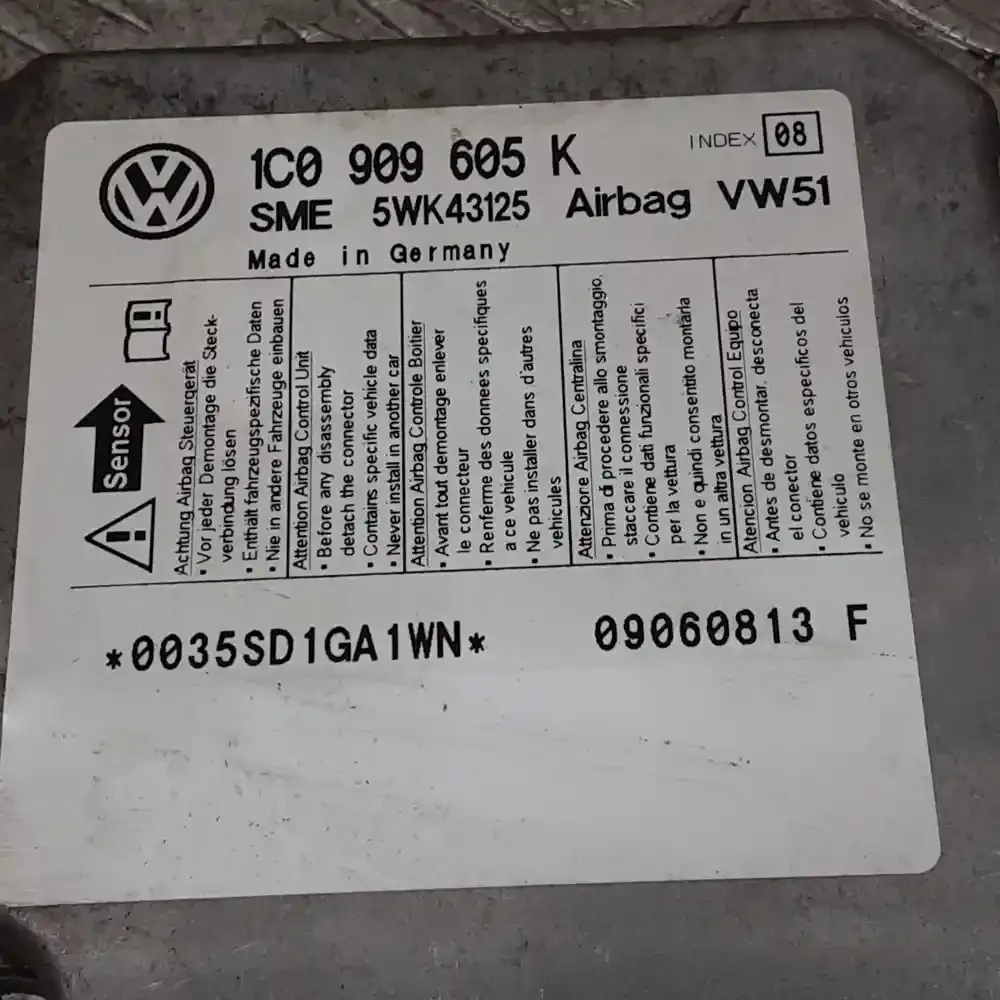 1C0 909 605 K
INDEX 08
SME 5WK43125 Airbag VW51
Made in Germany
Sensor
Achtung Airbag Steuergerät
• Vor jeder Demontage die Steck-
verbindung lösen
• Enthält fahrzeugspezifische Daten
• Nie in andere Fahrzeuge einbauen
Attention Airbag Control Unit
• Before any disassembly
detach the connector
• Contains specific vehicle data
• Never install in another car
Attention Airbag Controle Boitier
• Avant tout demontage enlever
le connecteur
• Renferme des donnees specifiques
a ce vehicule
• Ne pas installer dans d'autres
vehicules
Attenzione Airbag Centralina
• Prima di procedere allo smontaggio,
staccare il connessione
• Contiene dati funzionali specifici
per la vettura
• Non e quindi consentito montarla
in un altra vettura
Atencion Airbag Control Equipo
• Antes de desmontar, desconecta
el conector
• Contiene datos especificos del
vehiculo
• No se monte en otros vehiculos
*0035SD1GA1WN*
09060813 F